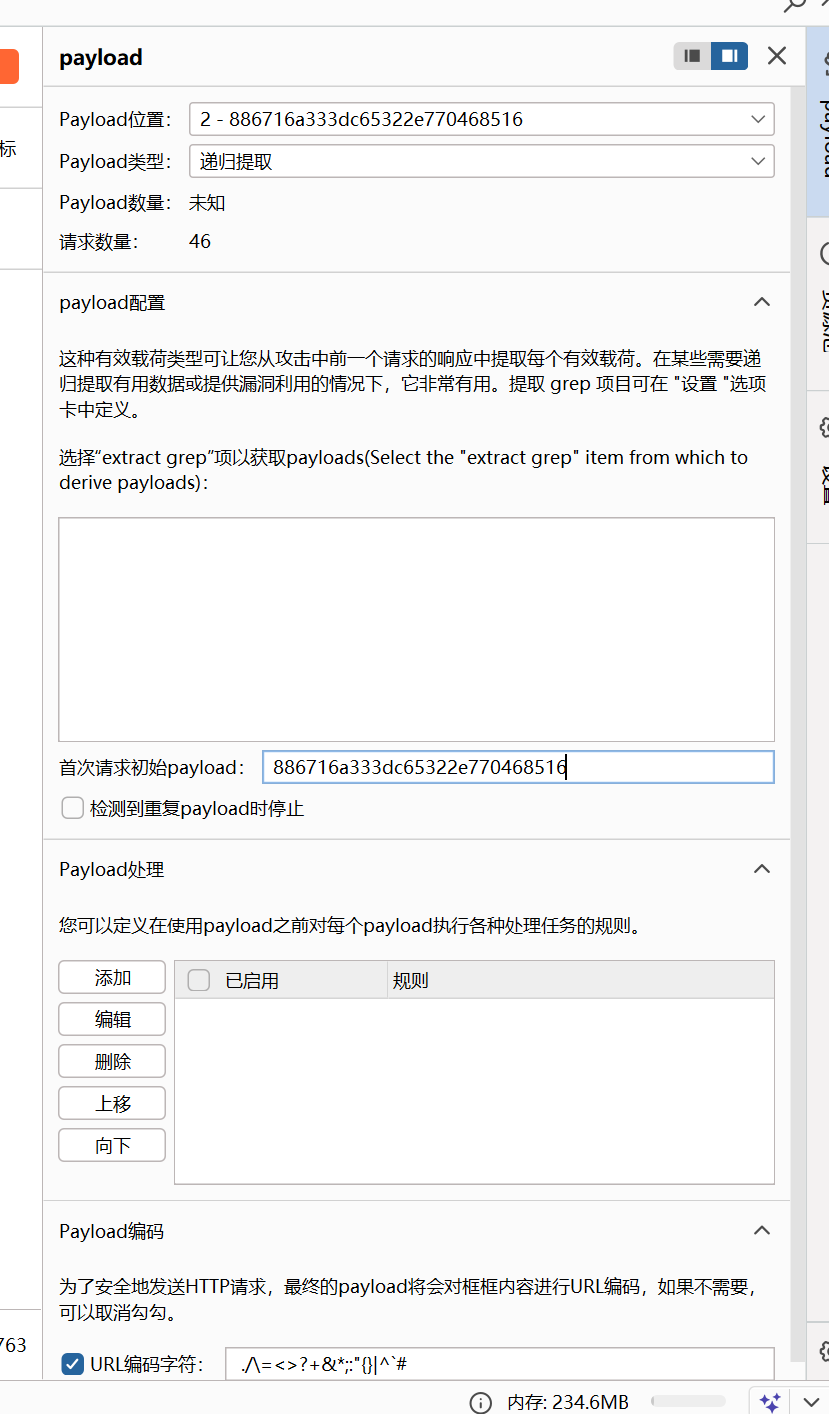 payload
Payload位置： 2 - 886716a333dc65322e770468516
标
Payload类型： 递归提取
Payload数量： 未知
请求数量： 46
payload配置
这种有效载荷类型可让您从攻击中前一个请求的响应中提取每个有效载荷。在某些需要递
归提取有用数据或提供漏洞利用的情况下，它非常有用。提取 grep 项目可在 "设置 "选项
卡中定义。
选择“extract grep”项以获取payloads(Select the "extract grep" item from which to
derive payloads)：
首次请求初始payload： 886716a333dc65322e770468516
检测到重复payload时停止
Payload处理
您可以定义在使用payload之前对每个payload执行各种处理任务的规则。
添加 已启用 规则
编辑
删除
上移
向下
Payload编码
为了安全地发送HTTP请求，最终的payload将会对框框内容进行URL编码，如果不需要，
可以取消勾勾。
763
URL编码字符： ./\=<>?+&*;:"{}|^`#
内存: 234.6MB
payload
设置